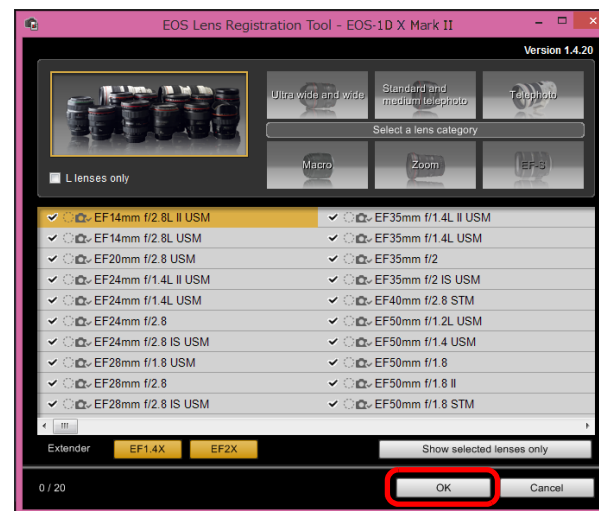 EOS Lens Registration Tool - EOS-1D X Mark II
Version 1.4.20
Ultra wide and wide
Standard and
medium telephoto
Telephoto
Select a lens category
Macro
Zoom
EF-S
L lenses only
EF14mm f/2.8L II USM
EF35mm f/1.4L II USM
EF14mm f/2.8L USM
EF35mm f/1.4L USM
EF20mm f/2.8 USM
EF35mm f/2
EF24mm f/1.4L II USM
EF35mm f/2 IS USM
EF24mm f/1.4L USM
EF40mm f/2.8 STM
EF24mm f/2.8
EF50mm f/1.2L USM
EF24mm f/2.8 IS USM
EF50mm f/1.4 USM
EF28mm f/1.8 USM
EF50mm f/1.8
EF28mm f/2.8
EF50mm f/1.8 II
EF28mm f/2.8 IS USM
EF50mm f/1.8 STM
Extender
EF1.4X
EF2X
Show selected lenses only
0 / 20
OK
Cancel